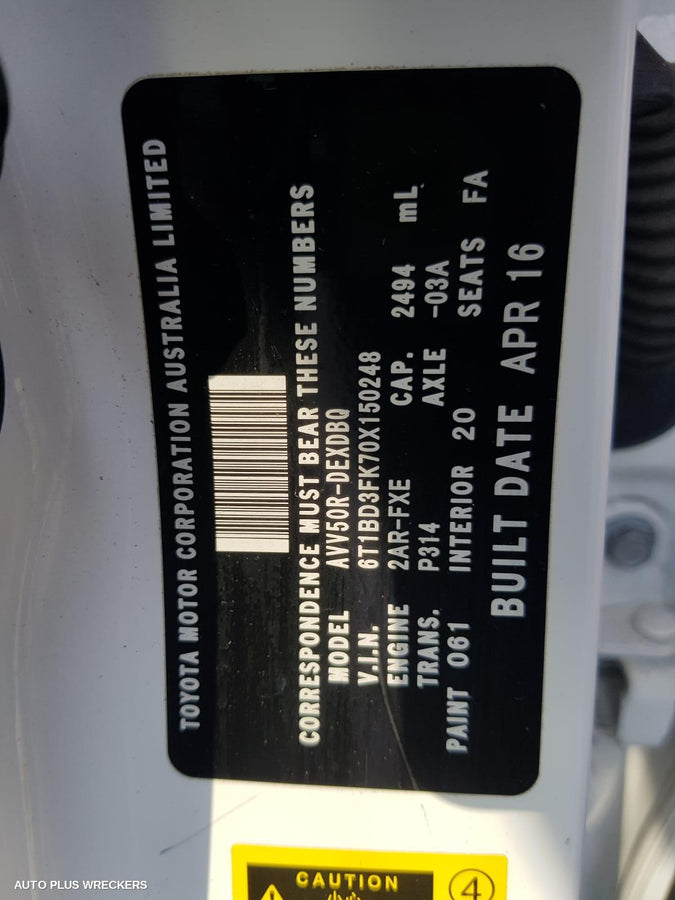 TOYOTA MOTOR CORPORATION AUSTRALIA LIMITED
CORRESPONDENCE MUST BEAR THESE NUMBERS
MODEL AVV50R-DEXDBQ
V.I.N. 6T1BD3FK70X150248
ENGINE 2AR-FXE CAP. 2494 mL
TRANS. P314 AXLE -03A
PAINT 061 INTERIOR 20 SEATS FA
BUILT DATE APR 16
CAUTION
4
AUTO PLUS WRECKERS